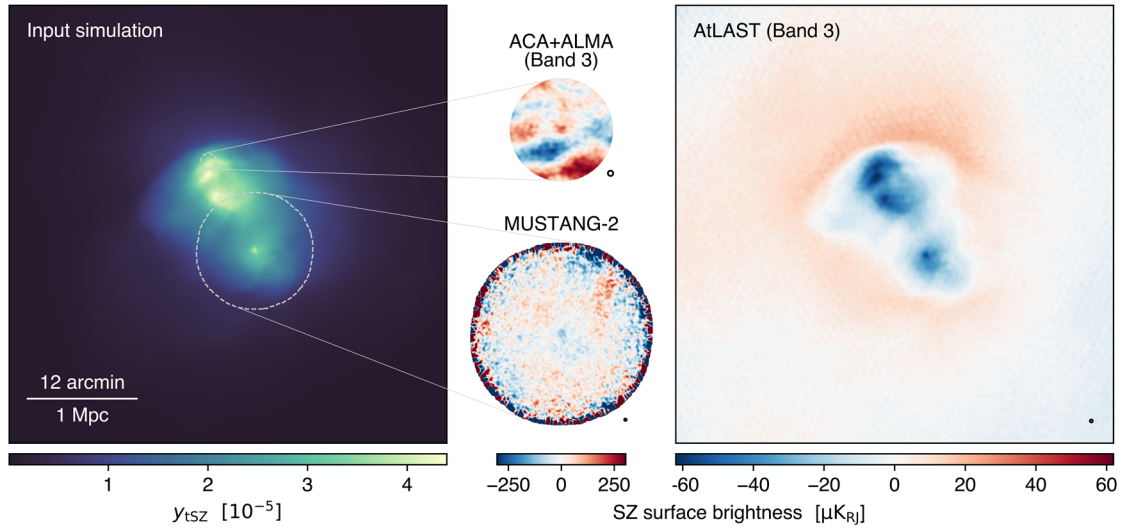 Input simulation
12 arcmin
1 Mpc
1 2 3 4
y_tSZ [10^−5]
ACA+ALMA
(Band 3)
MUSTANG-2
−250 0 250
AtLAST (Band 3)
−60 −40 −20 0 20 40 60
SZ surface brightness [μK_RJ]